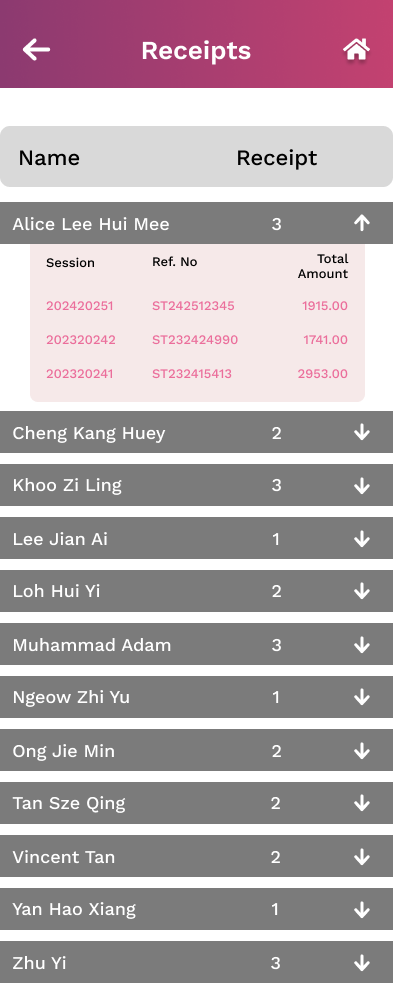 Receipts
Name Receipt
Alice Lee Hui Mee 3
Session Ref. No Total
Amount
202420251 ST242512345 1915.00
202320242 ST232424990 1741.00
202320241 ST232415413 2953.00
Cheng Kang Huey 2
Khoo Zi Ling 3
Lee Jian Ai 1
Loh Hui Yi 2
Muhammad Adam 3
Ngeow Zhi Yu 1
Ong Jie Min 2
Tan Sze Qing 2
Vincent Tan 2
Yan Hao Xiang 1
Zhu Yi 3